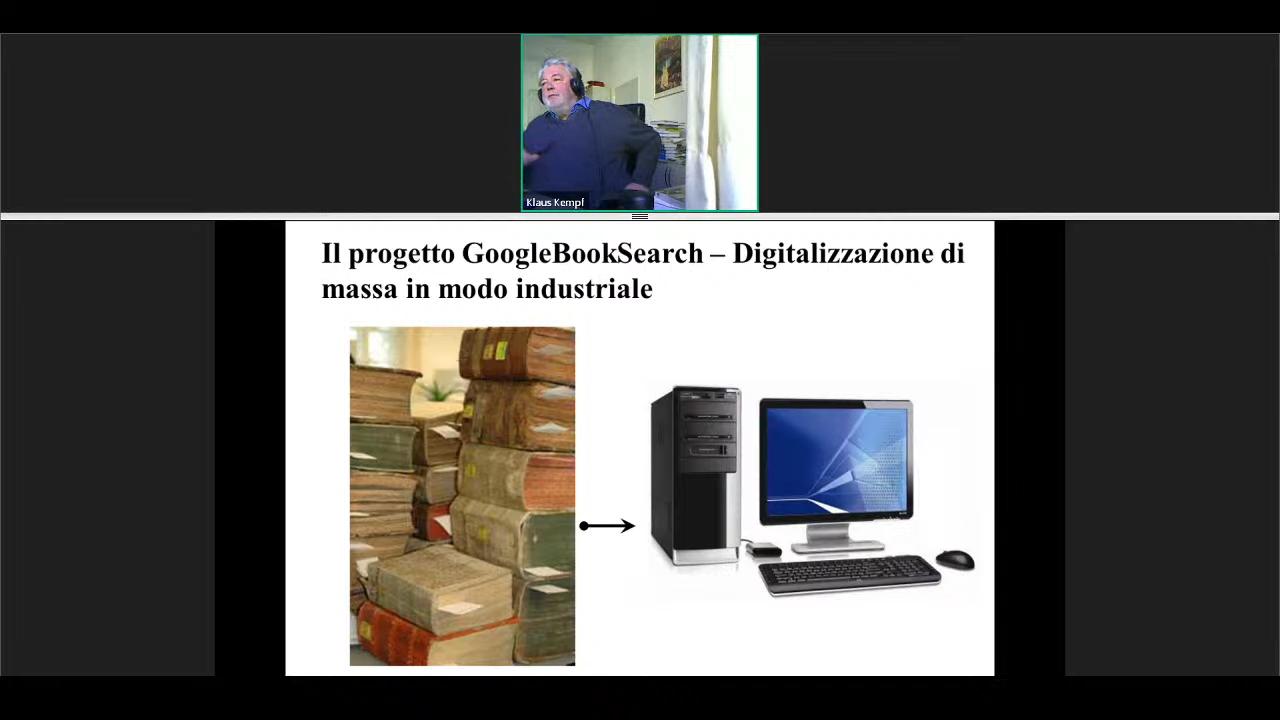 Klaus Kempf
Il progetto GoogleBookSearch – Digitalizzazione di
massa in modo industriale